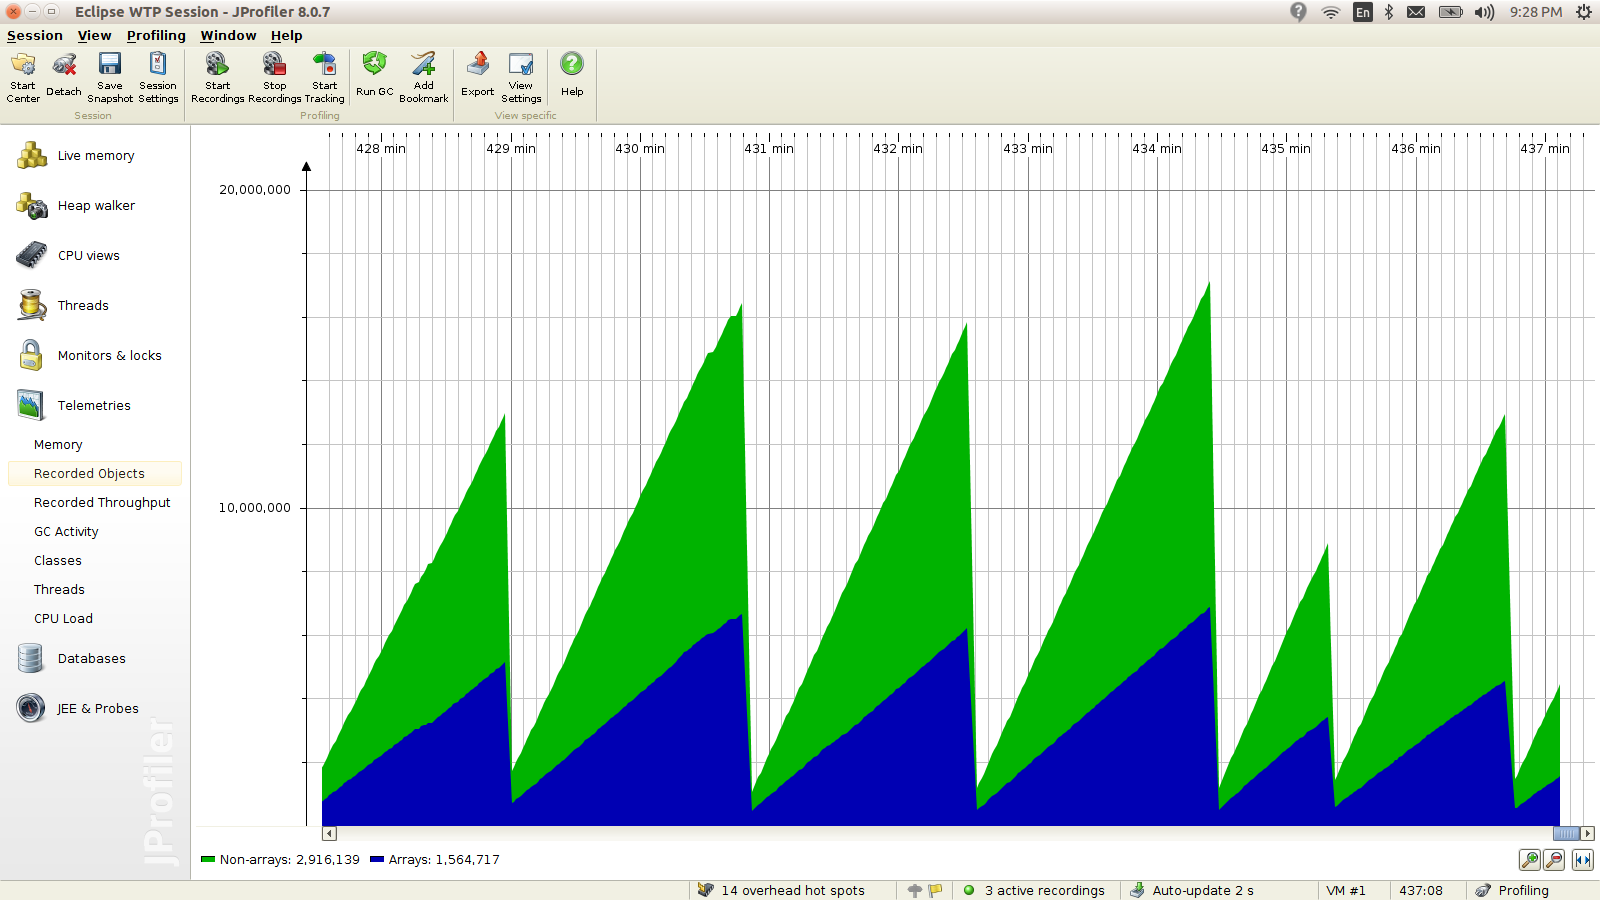 Eclipse WTP Session - JProfiler 8.0.7
En
9:28 PM
Session View Profiling Window Help
Start Center
Detach
Save Snapshot
Session Settings
Start Recordings
Stop Recordings
Start Tracking
Run GC
Add Bookmark
Export
View Settings
Help
Session
Profiling
View specific
Live memory
Heap walker
CPU views
Threads
Monitors & locks
Telemetries
Memory
Recorded Objects
Recorded Throughput
GC Activity
Classes
Threads
CPU Load
Databases
JEE & Probes
JProfiler
428 min 429 min 430 min 431 min 432 min 433 min 434 min 435 min 436 min 437 min
20,000,000
10,000,000
Non-arrays: 2,916,139 Arrays: 1,564,717
14 overhead hot spots
3 active recordings
Auto-update 2 s
VM #1
437:08
Profiling